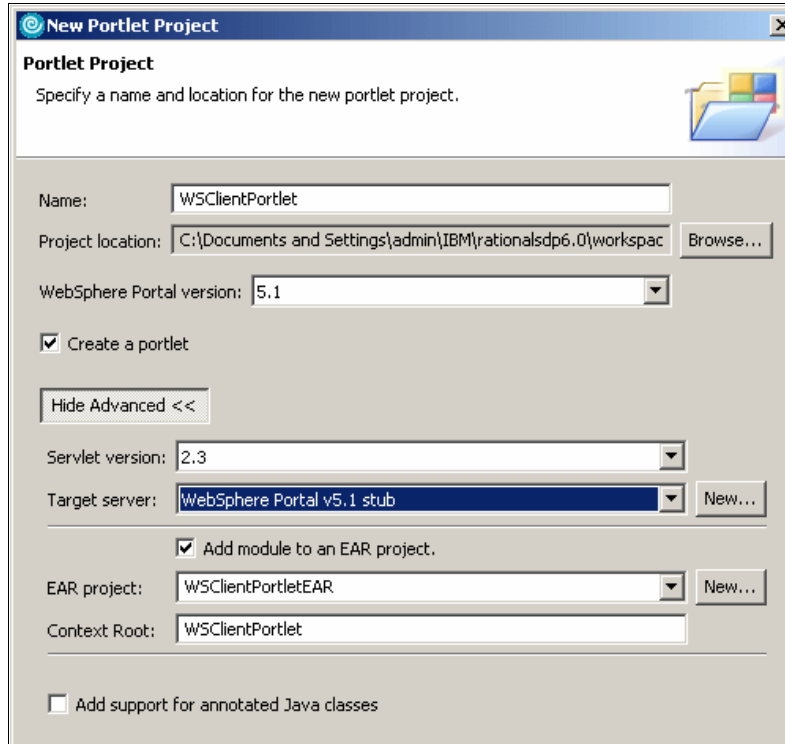 New Portlet Project
Portlet Project
Specify a name and location for the new portlet project.
Name: WSClientPortlet
Project location: C:\Documents and Settings\admin\IBM\rationalsdp6.0\workspac Browse...
WebSphere Portal version: 5.1
Create a portlet
Hide Advanced <<
Servlet version: 2.3
Target server: WebSphere Portal v5.1 stub New...
Add module to an EAR project.
EAR project: WSClientPortletEAR New...
Context Root: WSClientPortlet
Add support for annotated Java classes